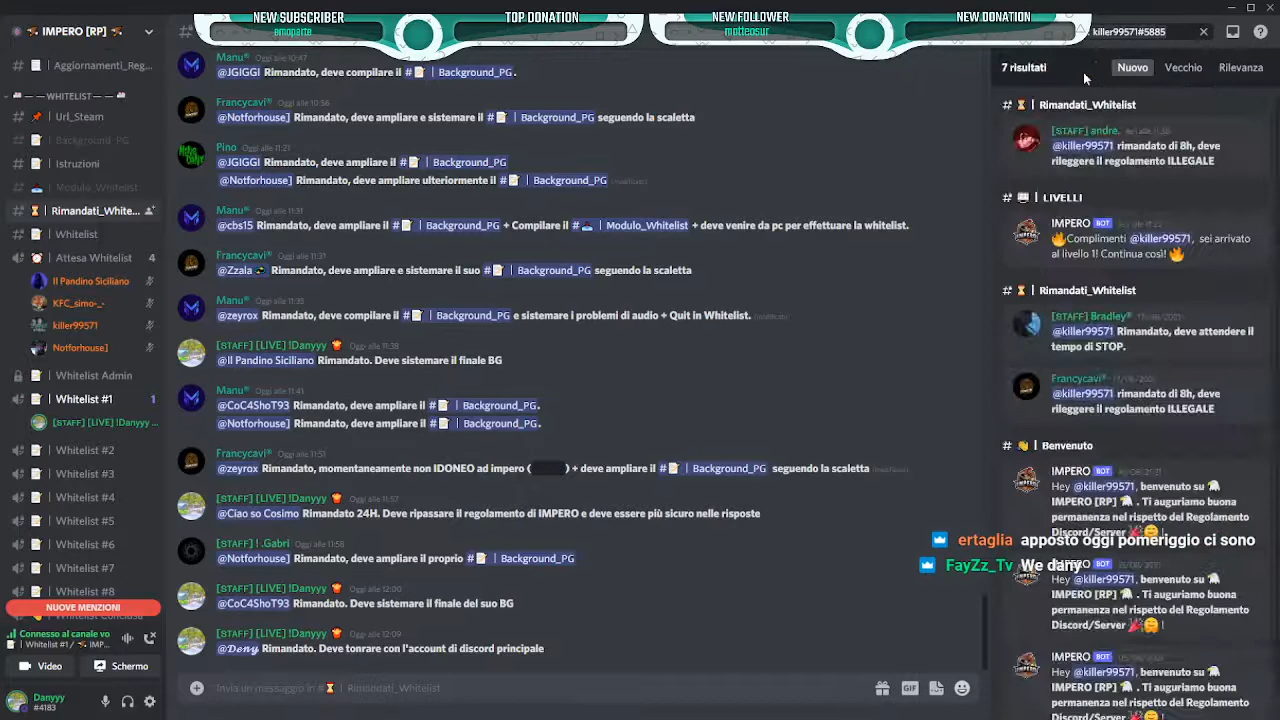 NEW SUBSCRIBER
emoparte
TOP DONATION
NEW FOLLOWER
motteosur
NEW DONATION
IMPERO [RP]
Aggiornamenti_Reg...
WHITELIST
Url_Steam
Background_PG
Istruzioni
Modulo_Whitelist
Rimandati_White...
Whitelist
Attesa Whitelist 4
Il Pandino Siciliano
KFC_simo-_-
killer99571
Notforhouse]
Whitelist Admin
Whitelist #1 1
[STAFF] [LIVE] !Danyyy ...
Whitelist #2
Whitelist #3
Whitelist #4
Whitelist #5
Whitelist #6
Whitelist #7
Whitelist #8
NUOVE MENZIONI
Connesso al canale vo
Whitelist #1 / IMP...
Video
Schermo
Danyyy
#4183
Manu® Oggi alle 10:47
@JGIGGI Rimandato, deve compilare il # | Background_PG.
Francycavi® Oggi alle 10:56
@Notforhouse] Rimandato, deve ampliare e sistemare il # | Background_PG seguendo la scaletta
Pino Oggi alle 11:21
@JGIGGI Rimandato, deve ampliare il # | Background_PG
@Notforhouse] Rimandato, deve ampliare ulteriormente il # | Background_PG (modificato)
Manu® Oggi alle 11:31
@cbs15 Rimandato, deve ampliare il # | Background_PG + Compilare il # | Modulo_Whitelist + deve venire da pc per effettuare la whitelist.
Francycavi® Oggi alle 11:31
@Zzala Rimandato, deve ampliare e sistemare il suo # | Background_PG seguendo la scaletta
Manu® Oggi alle 11:35
@zeyrox Rimandato, deve compilare il # | Background_PG e sistemare i problemi di audio + Quit in Whitelist. (modificato)
[STAFF] [LIVE] !Danyyy Oggi alle 11:38
@Il Pandino Siciliano Rimandato. Deve sistemare il finale BG
Manu® Oggi alle 11:41
@CoC4ShoT93 Rimandato, deve ampliare il # | Background_PG.
@Notforhouse] Rimandato, deve ampliare il # | Background_PG.
Francycavi® Oggi alle 11:51
@zeyrox Rimandato, momentaneamente non IDONEO ad impero ( ) + deve ampliare il # | Background_PG seguendo la scaletta (modificato)
[STAFF] [LIVE] !Danyyy Oggi alle 11:57
@Ciao so Cosimo Rimandato 24H. Deve ripassare il regolamento di IMPERO e deve essere più sicuro nelle risposte
[STAFF] ! .Gabri Oggi alle 11:58
@Notforhouse] Rimandato, deve ampliare il proprio # | Background_PG
[STAFF] [LIVE] !Danyyy Oggi alle 12:00
@CoC4ShoT93 Rimandato. Deve sistemare il finale del suo BG
[STAFF] [LIVE] !Danyyy Oggi alle 12:09
@𝓓𝓮𝓷𝔂 Rimandato. Deve tonrare con l'account di discord principale
Invia un messaggio in # | Rimandati_Whitelist
GIF
killer99571#5885
7 risultati
Nuovo
Vecchio
Rilevanza
# | Rimandati_Whitelist
[STAFF] andre.
@killer99571 rimandato di 8h, deve
rileggere il regolamento ILLEGALE
# | LIVELLI
IMPERO BOT
Complimenti @killer99571, sei arrivato
al livello 1! Continua così!
# | Rimandati_Whitelist
[STAFF] Bradley®
@killer99571 Rimandato, deve attendere il
tempo di STOP.
Francycavi®
@killer99571 rimandato di 8h, deve
rileggere il regolamento ILLEGALE
# | Benvenuto
IMPERO BOT
Hey @killer99571, benvenuto su
IMPERO [RP] . Ti auguriamo buona
permanenza nel rispetto del Regolamento
Discord/Server !
ertaglia apposto oggi pomeriggio ci sono
FayZz_Tv We dany
IMPERO BOT
Hey @killer99571, benvenuto su
IMPERO [RP] . Ti auguriamo buona
permanenza nel rispetto del Regolamento
Discord/Server !
IMPERO BOT
Hey @killer99571, benvenuto su
IMPERO [RP] . Ti auguriamo buona
permanenza nel rispetto del Regolamento
Discord/Server !